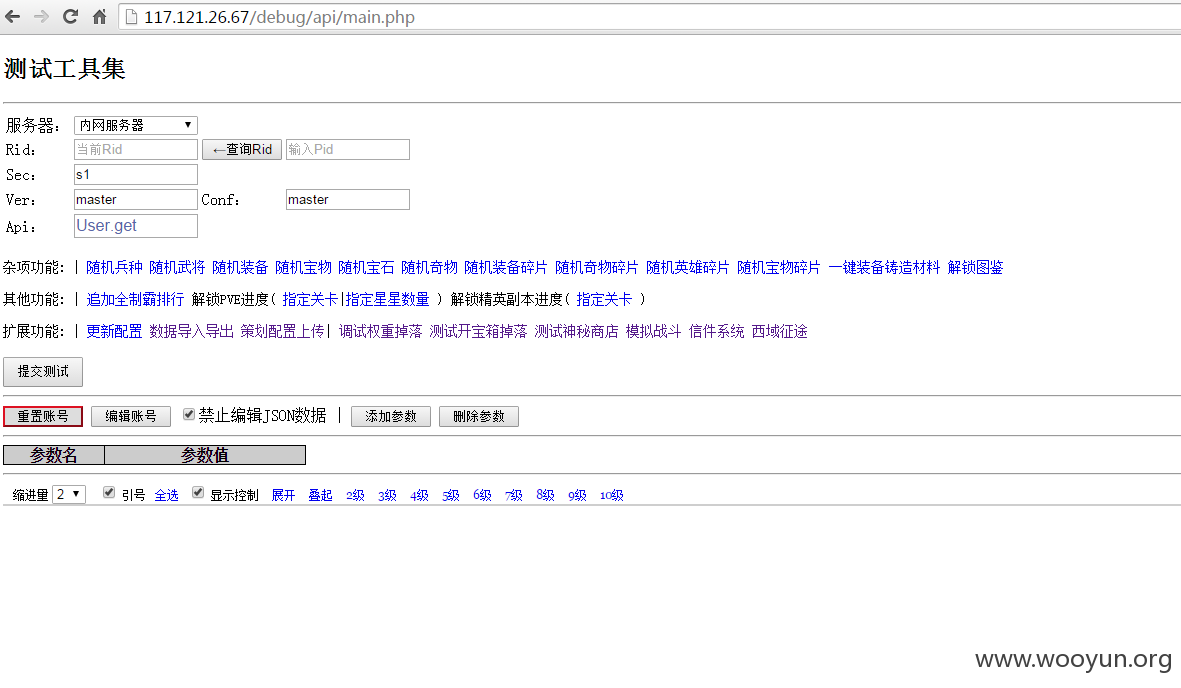 117.121.26.67/debug/api/main.php
测试工具集
服务器： 内网服务器
Rid： 当前Rid ←查询Rid 输入Pid
Sec： s1
Ver： master Conf： master
Api： User.get
杂项功能：| 随机兵种 随机武将 随机装备 随机宝物 随机宝石 随机奇物 随机装备碎片 随机奇物碎片 随机英雄碎片 随机宝物碎片 一键装备铸造材料 解锁图鉴
其他功能：| 追加全制霸排行 解锁PVE进度( 指定关卡|指定星星数量 ) 解锁精英副本进度( 指定关卡 )
扩展功能：| 更新配置 数据导入导出 策划配置上传| 调试权重掉落 测试开宝箱掉落 测试神秘商店 模拟战斗 信件系统 西域征途
提交测试
重置账号 编辑账号 禁止编辑JSON数据 | 添加参数 删除参数
参数名 参数值
缩进量 2 引号 全选 显示控制 展开 叠起 2级 3级 4级 5级 6级 7级 8级 9级 10级
www.wooyun.org